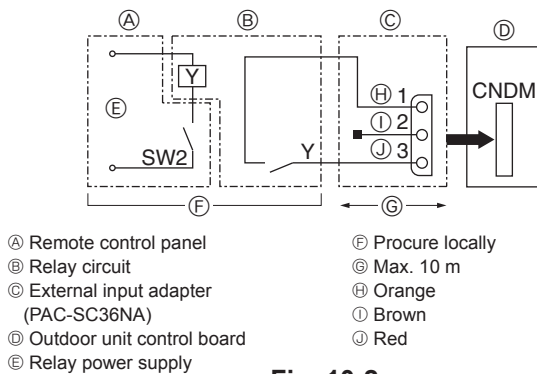 Ⓐ Ⓑ Ⓒ Ⓓ
Y
Ⓔ
SW2
Y
Ⓗ 1
Ⓘ 2
Ⓙ 3
CNDM
Ⓕ Ⓖ
Ⓐ Remote control panel
Ⓑ Relay circuit
Ⓒ External input adapter
(PAC-SC36NA)
Ⓓ Outdoor unit control board
Ⓔ Relay power supply
Ⓕ Procure locally
Ⓖ Max. 10 m
Ⓗ Orange
Ⓘ Brown
Ⓙ Red